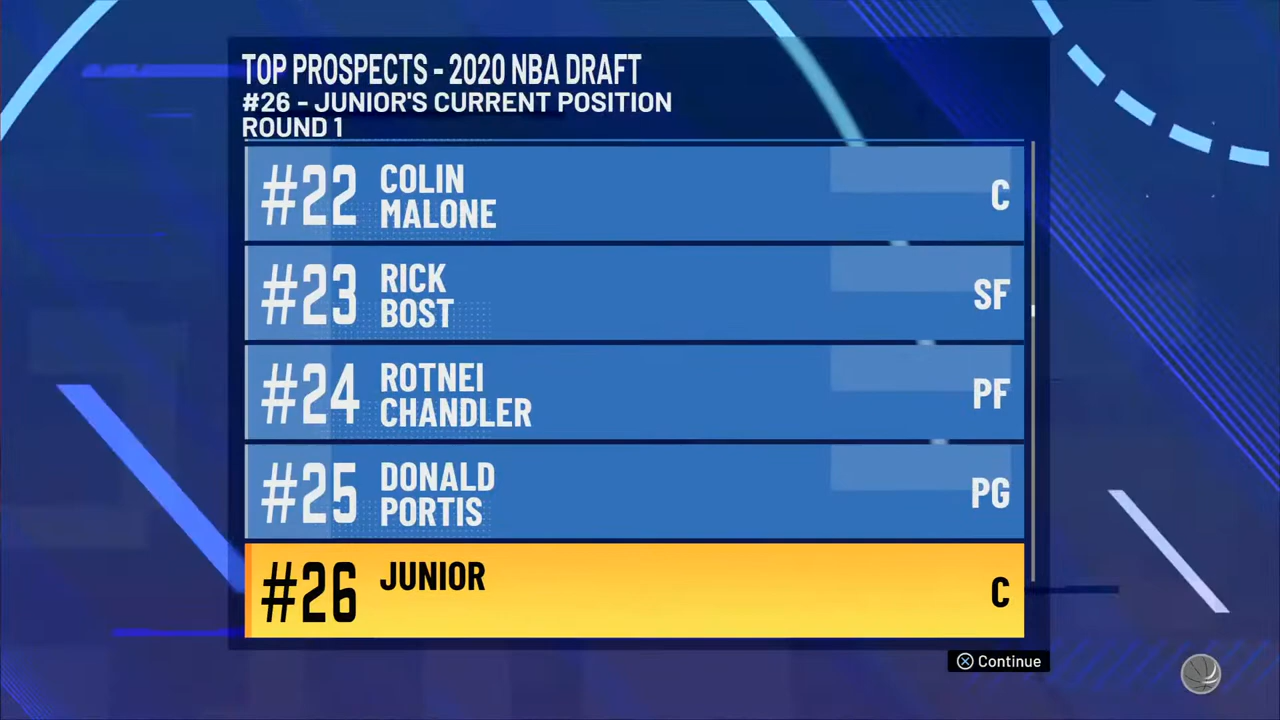 TOP PROSPECTS - 2020 NBA DRAFT
#26 - JUNIOR'S CURRENT POSITION
ROUND 1
#22 COLIN MALONE C
#23 RICK BOST SF
#24 ROTNEI CHANDLER PF
#25 DONALD PORTIS PG
#26 JUNIOR C
Continue